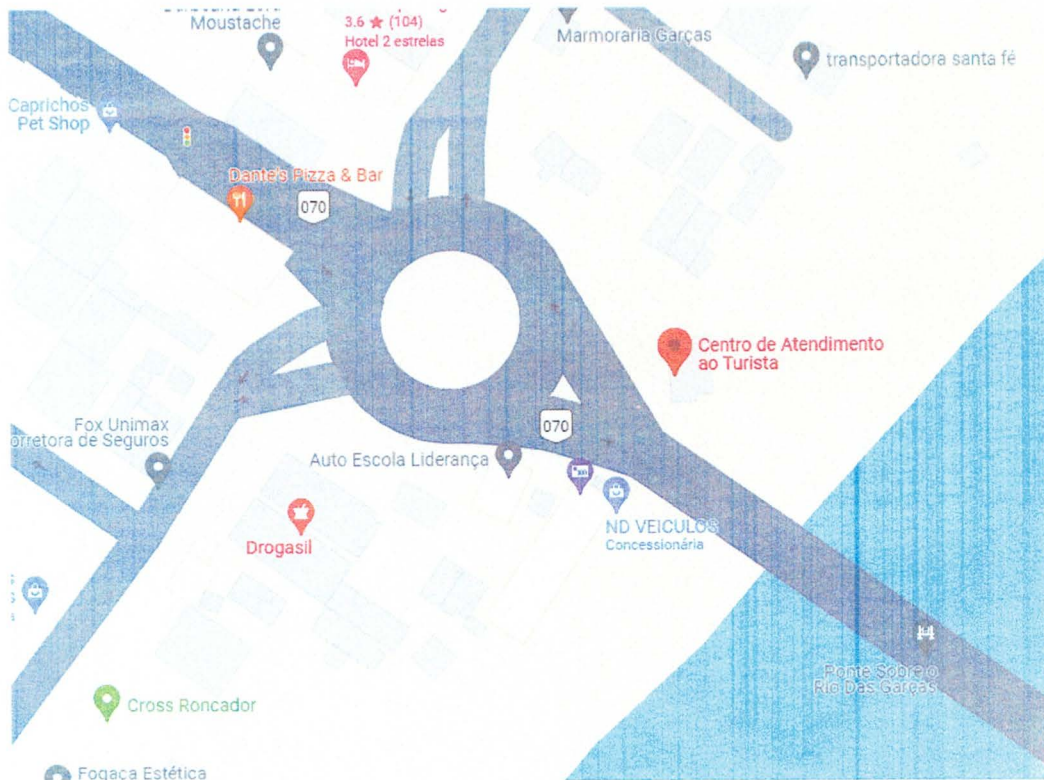 Moustache
3.6 ★ (104)
Hotel 2 estrelas
Marmoraria Garças
transportadora santa fé
Caprichos
Pet Shop
Dante's Pizza & Bar
070
Centro de Atendimento
ao Turista
070
Fox Unimax
orretora de Seguros
Auto Escola Liderança
ND VEICULOS
Concessionária
Drogasil
Ponte Sobre o
Rio Das Garças
Cross Roncador
Fogaça Estética